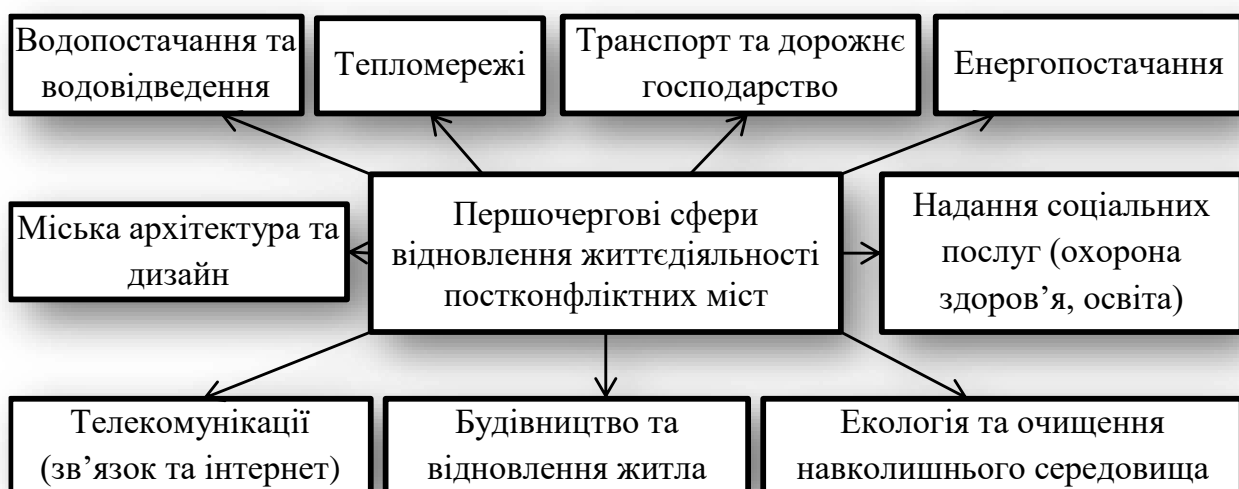 Водопостачання та
водовідведення
Тепломережі
Транспорт та дорожнє
господарство
Енергопостачання
Міська архітектура та
дизайн
Першочергові сфери
відновлення життєдіяльності
постконфліктних міст
Надання соціальних
послуг (охорона
здоров’я, освіта)
Телекомунікації
(зв’язок та інтернет)
Будівництво та
відновлення житла
Екологія та очищення
навколишнього середовища